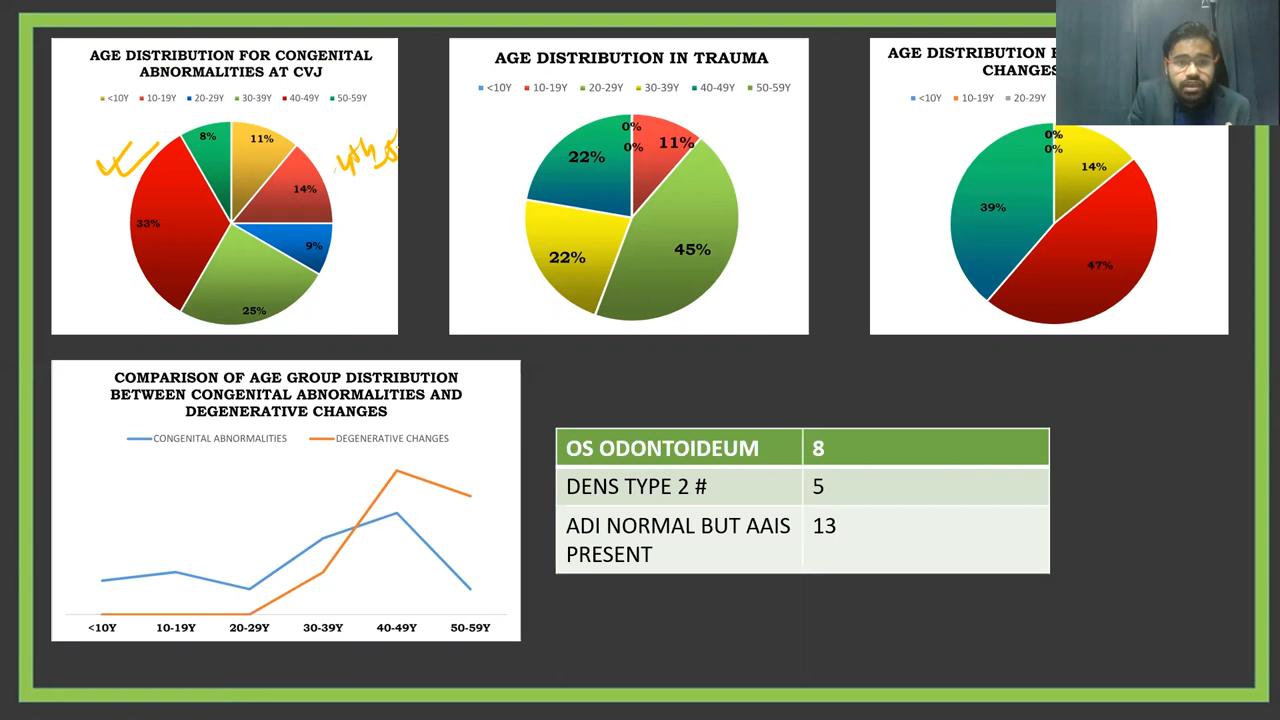 AGE DISTRIBUTION FOR CONGENITAL
ABNORMALITIES AT CVJ
<10Y 10-19Y 20-29Y 30-39Y 40-49Y 50-59Y
8%
11%
14%
33%
9%
25%
AGE DISTRIBUTION IN TRAUMA
<10Y 10-19Y 20-29Y 30-39Y 40-49Y 50-59Y
0%
0%
11%
22%
45%
22%
AGE DISTRIBUTION
CHANGES
<10Y 10-19Y 20-29Y
0%
0%
14%
39%
47%
COMPARISON OF AGE GROUP DISTRIBUTION
BETWEEN CONGENITAL ABNORMALITIES AND
DEGENERATIVE CHANGES
CONGENITAL ABNORMALITIES DEGENERATIVE CHANGES
<10Y 10-19Y 20-29Y 30-39Y 40-49Y 50-59Y
OS ODONTOIDEUM 8
DENS TYPE 2 # 5
ADI NORMAL BUT AAIS 13
PRESENT